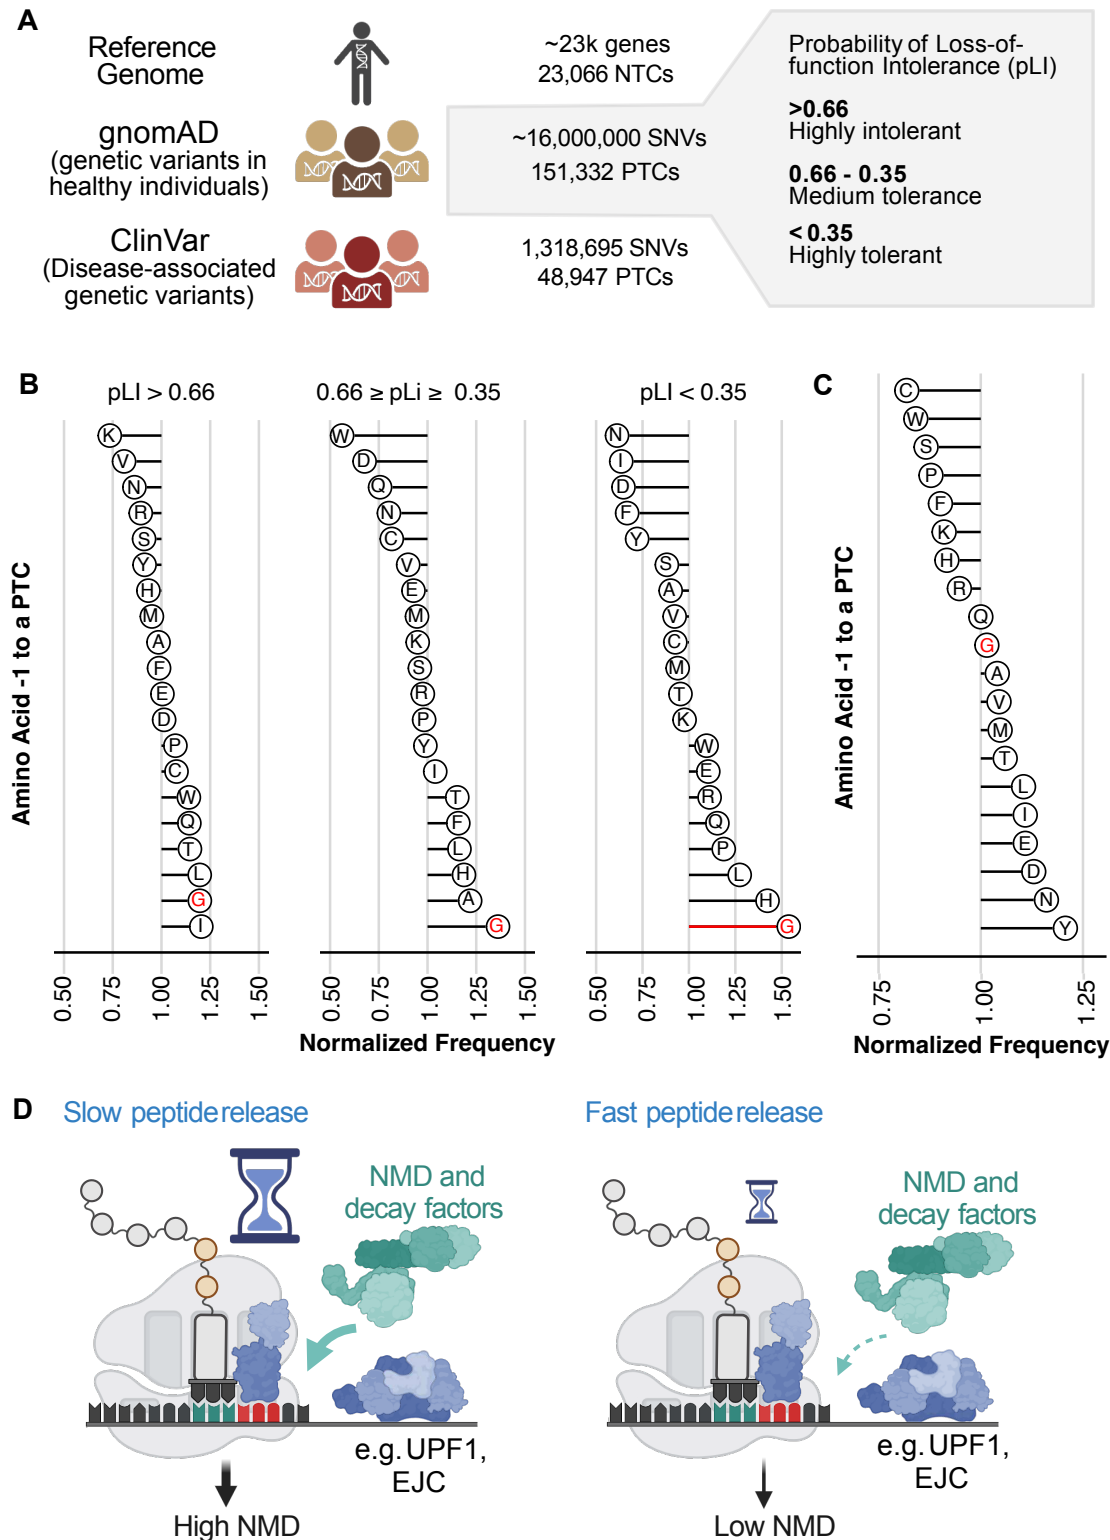 A
Reference
Genome
~23k genes
23,066 NTCs
Probability of Loss-of-
function Intolerance (pLI)
gnomAD
(genetic variants in
healthy individuals)
~16,000,000 SNVs
151,332 PTCs
>0.66
Highly intolerant
0.66 - 0.35
Medium tolerance
< 0.35
Highly tolerant
ClinVar
(Disease-associated
genetic variants)
1,318,695 SNVs
48,947 PTCs
B
Amino Acid -1 to a PTC
pLI > 0.66
K
V
N
R
S
Y
H
M
A
F
E
D
P
C
W
Q
T
L
G
I
0.50
0.75
1.00
1.25
1.50
0.66 ≥ pLi ≥ 0.35
W
D
Q
N
C
V
E
M
K
S
R
P
Y
I
T
F
L
H
A
G
0.50
0.75
1.00
1.25
1.50
pLI < 0.35
N
I
D
F
Y
S
A
V
C
M
T
K
W
E
R
Q
P
L
H
G
0.50
0.75
1.00
1.25
1.50
Normalized Frequency
C
Amino Acid -1 to a PTC
C
W
S
P
F
K
H
R
Q
G
A
V
M
T
L
I
E
D
N
Y
0.75
1.00
1.25
Normalized Frequency
D
Slow peptide release
NMD and
decay factors
e.g. UPF1,
EJC
High NMD
Fast peptide release
NMD and
decay factors
e.g. UPF1,
EJC
Low NMD